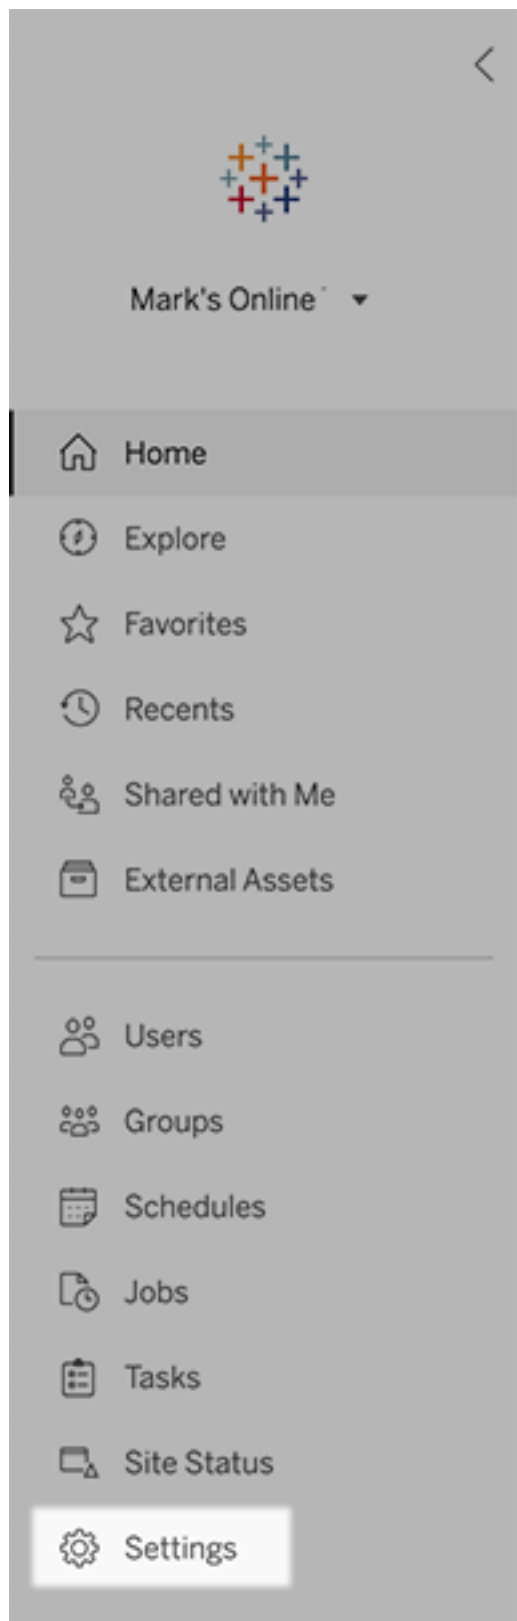 Mark's Online
Home
Explore
Favorites
Recents
Shared with Me
External Assets
Users
Groups
Schedules
Jobs
Tasks
Site Status
Settings